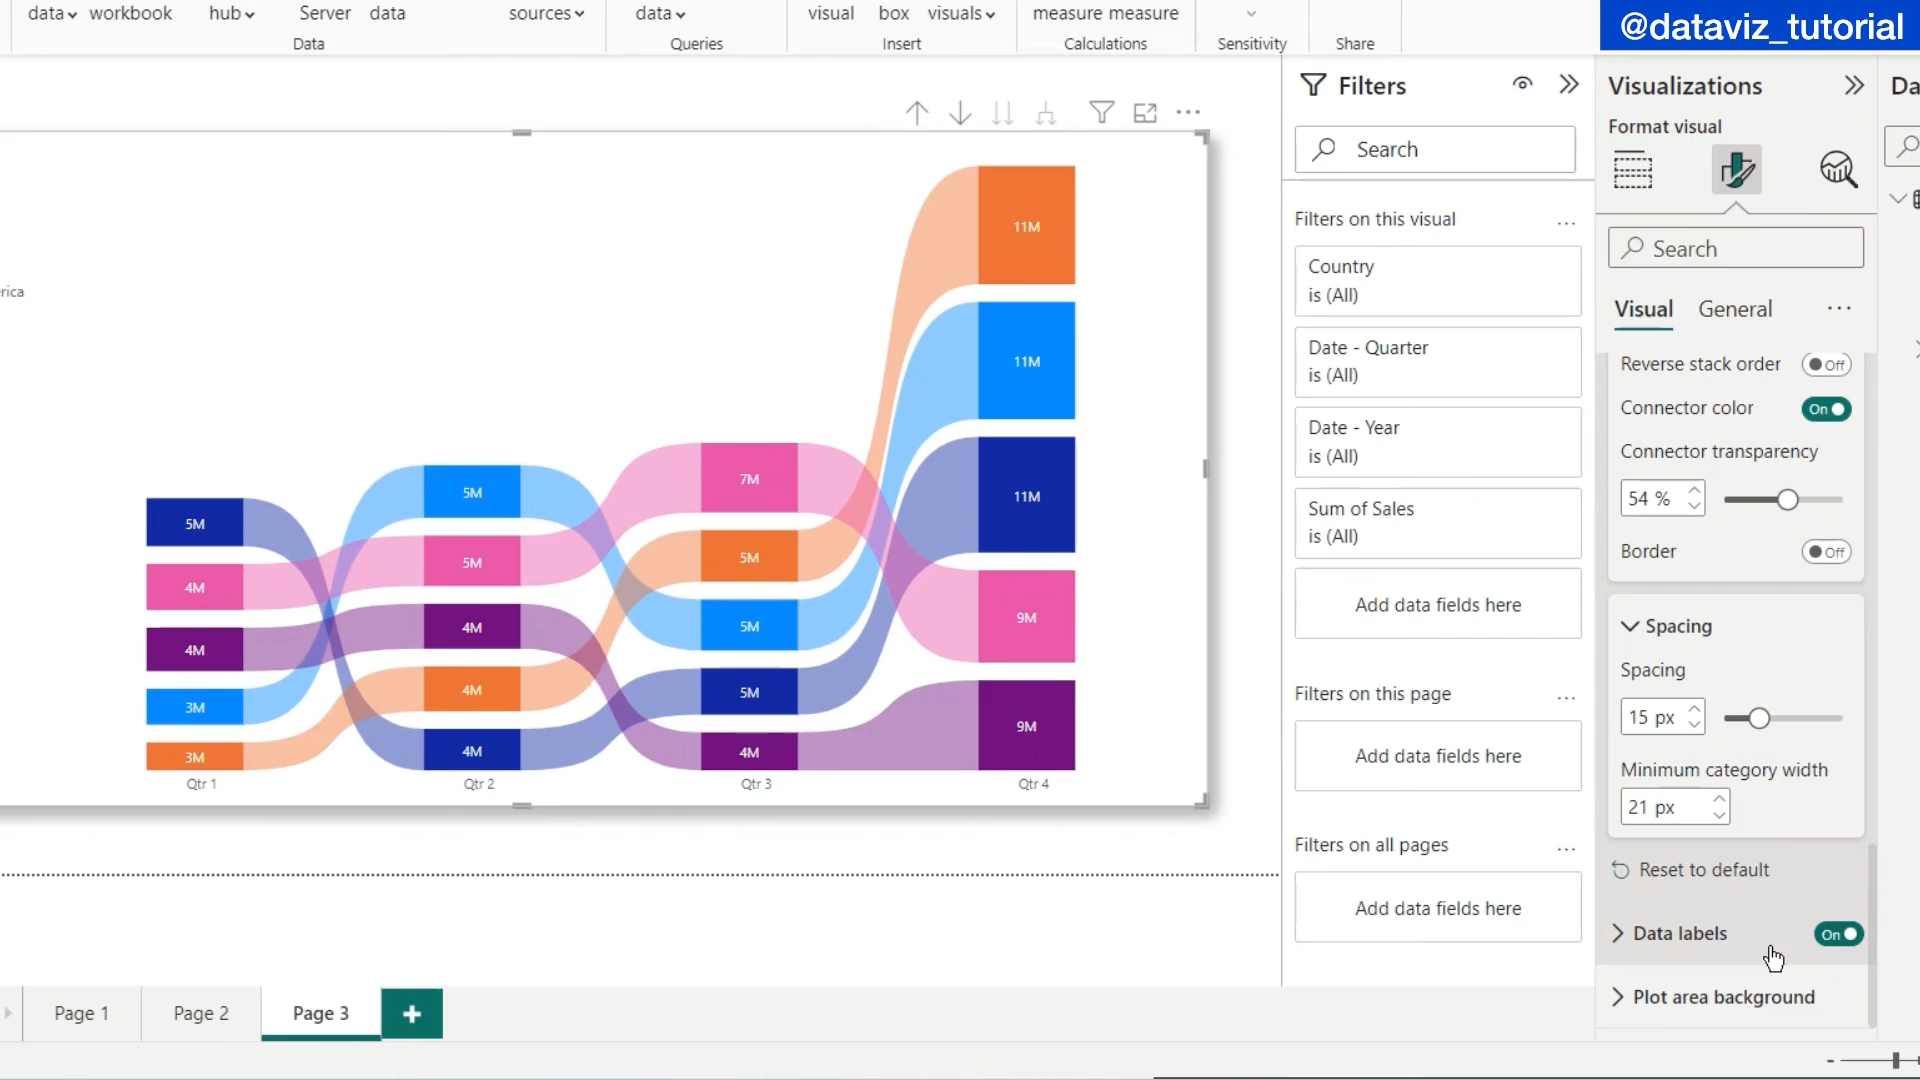 data workbook hub Server data sources data visual box visuals measure measure
Data Queries Insert Calculations Sensitivity Share
@dataviz_tutorial
Filters
Search
Filters on this visual ...
Country
is (All)
Date - Quarter
is (All)
Date - Year
is (All)
Sum of Sales
is (All)
Add data fields here
Filters on this page ...
Add data fields here
Filters on all pages ...
Add data fields here
Visualizations
Format visual
Search
Visual General ...
Reverse stack order Off
Connector color On
Connector transparency
54 %
Border Off
Spacing
Spacing
15 px
Minimum category width
21 px
Reset to default
Data labels On
Plot area background
Da
erica
11M
11M
11M
9M
9M
7M
5M
5M
5M
4M
5M
5M
4M
4M
4M
5M
4M
4M
3M
3M
Qtr 1 Qtr 2 Qtr 3 Qtr 4
Page 1 Page 2 Page 3 +